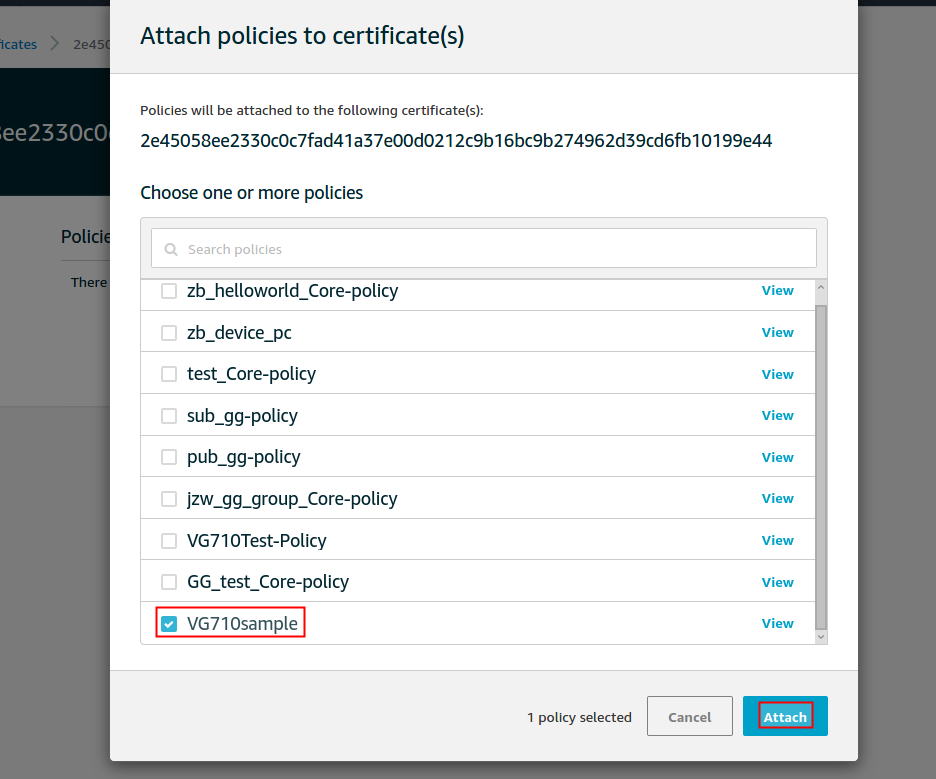 Attach policies to certificate(s)
icates
2e450
Policies will be attached to the following certificate(s):
ee2330c0
2e45058ee2330c0c7fad41a37e00d0212c9b16bc9b274962d39cd6fb10199e44
Choose one or more policies
Policie
Search policies
There
zb_helloworld_Core-policy View
zb_device_pc View
test_Core-policy View
sub_gg-policy View
pub_gg-policy View
jzw_gg_group_Core-policy View
VG710Test-Policy View
GG_test_Core-policy View
VG710sample View
1 policy selected Cancel Attach